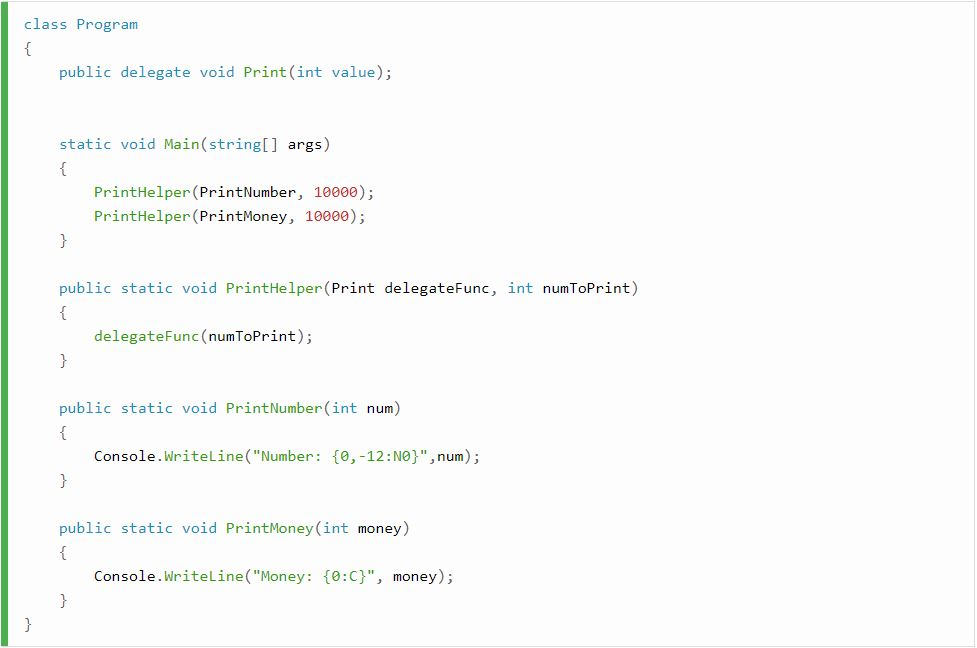 class Program
{
    public delegate void Print(int value);


    static void Main(string[] args)
    {
        PrintHelper(PrintNumber, 10000);
        PrintHelper(PrintMoney, 10000);
    }

    public static void PrintHelper(Print delegateFunc, int numToPrint)
    {
        delegateFunc(numToPrint);
    }

    public static void PrintNumber(int num)
    {
        Console.WriteLine("Number: {0,-12:N0}",num);
    }

    public static void PrintMoney(int money)
    {
        Console.WriteLine("Money: {0:C}", money);
    }
}